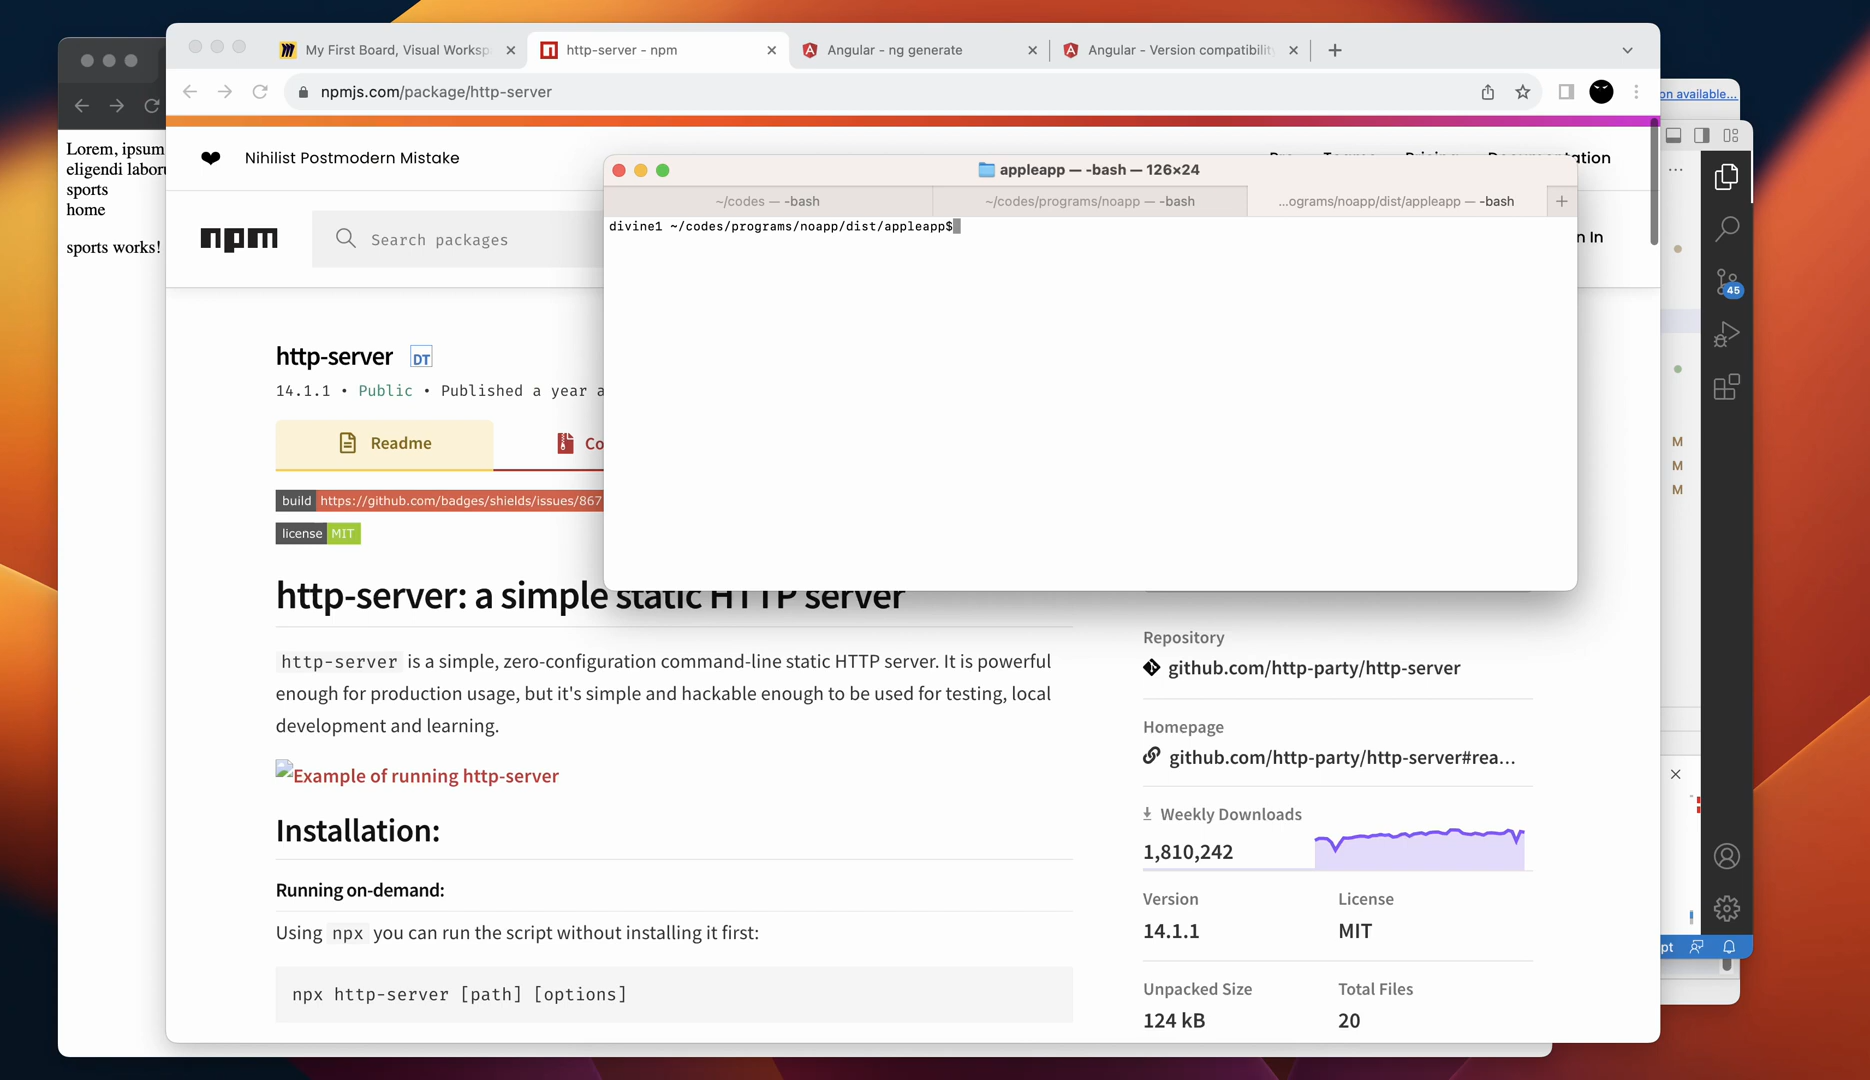 My First Board, Visual Worksp
http-server - npm
Angular - ng generate
Angular - Version compatibility
npmjs.com/package/http-server
on available...
Lorem, ipsum
eligendi labor
sports
home
sports works!
Nihilist Postmodern Mistake
Documentation
npm
Search packages
n In
appleapp — -bash — 126×24
~/codes — -bash
~/codes/programs/noapp — -bash
...ograms/noapp/dist/appleapp — -bash
divine1 ~/codes/programs/noapp/dist/appleapp$
45
http-server
DT
14.1.1 • Public • Published a year a
Readme
Co
build https://github.com/badges/shields/issues/867
license MIT
M
M
M
http-server: a simple static HTTP server
http-server is a simple, zero-configuration command-line static HTTP server. It is powerful
enough for production usage, but it's simple and hackable enough to be used for testing, local
development and learning.
Example of running http-server
Installation:
Running on-demand:
Using npx you can run the script without installing it first:
npx http-server [path] [options]
Repository
github.com/http-party/http-server
Homepage
github.com/http-party/http-server#rea...
Weekly Downloads
1,810,242
Version
License
14.1.1
MIT
Unpacked Size
Total Files
124 kB
20
pt